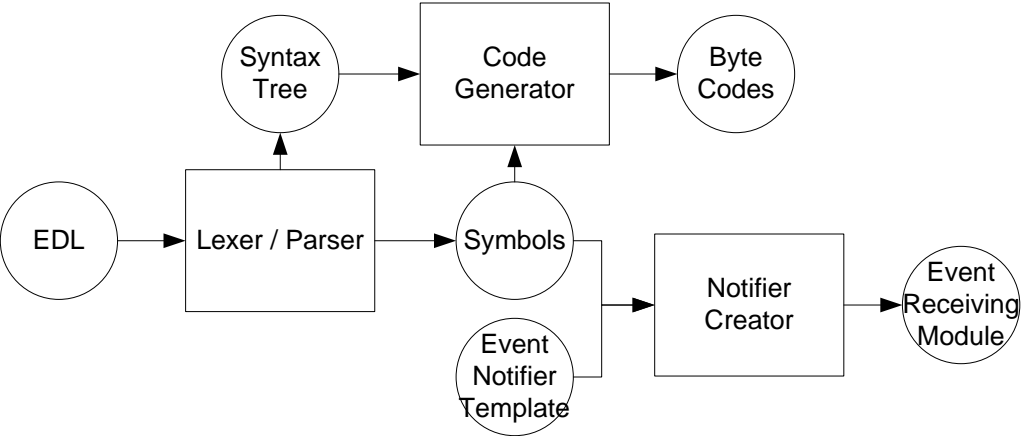 Syntax
Tree
Code
Generator
Byte
Codes
EDL
Lexer / Parser
Symbols
Notifier
Creator
Event
Receiving
Module
Event
Notifier
Template